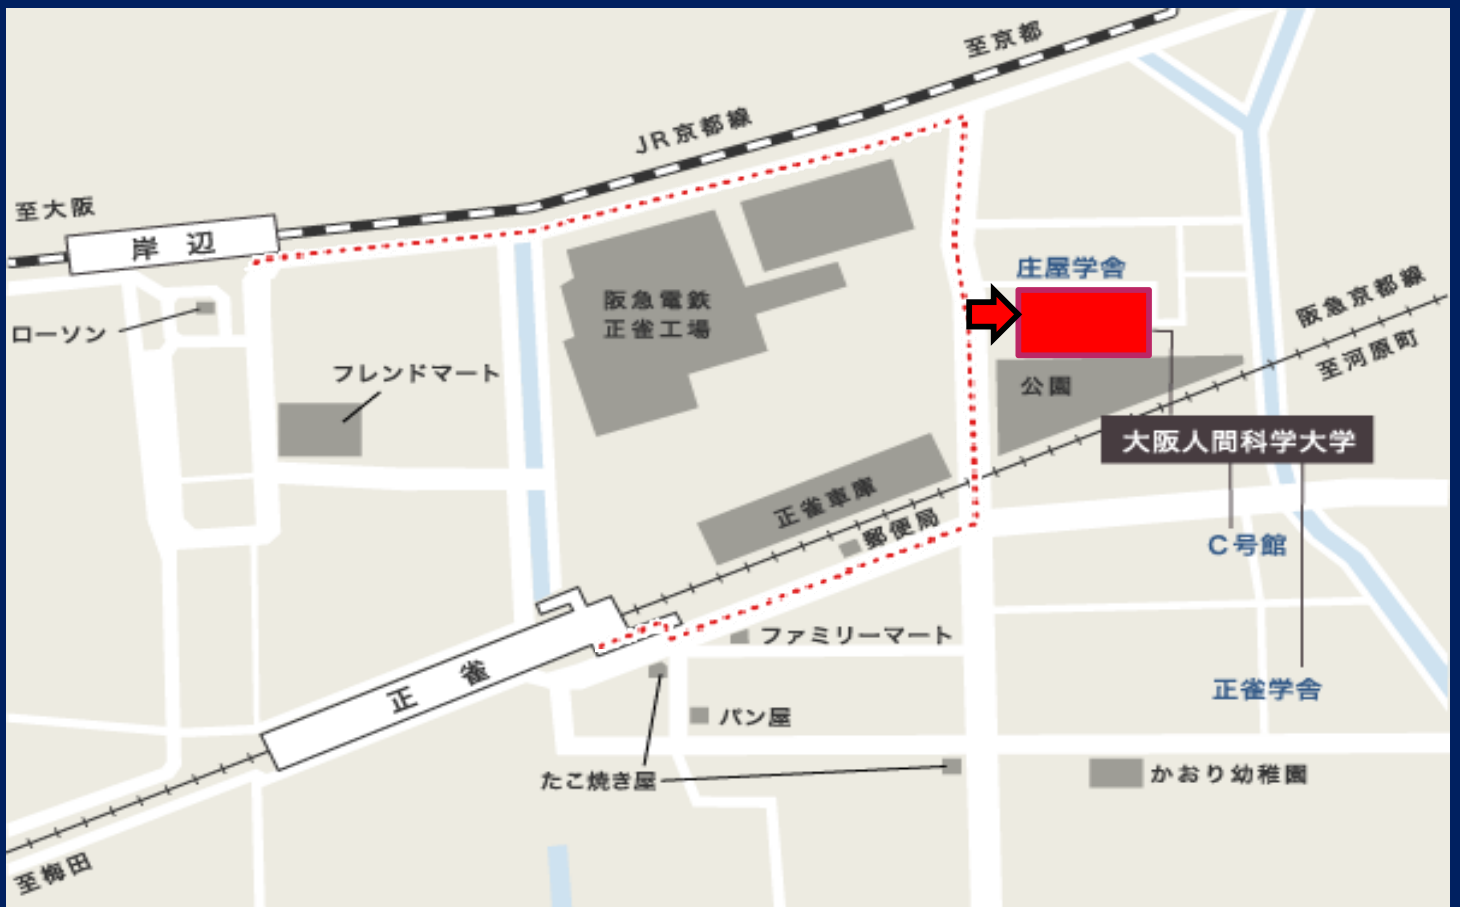 至京都
JR京都線
至大阪
岸辺
庄屋学舎
阪急京都線
至河原町
ローソン
阪急電鉄
正雀工場
フレンドマート
公園
大阪人間科学大学
正雀車庫
郵便局
C号館
ファミリーマート
正雀
正雀学舎
パン屋
たこ焼き屋
かおり幼稚園
至梅田